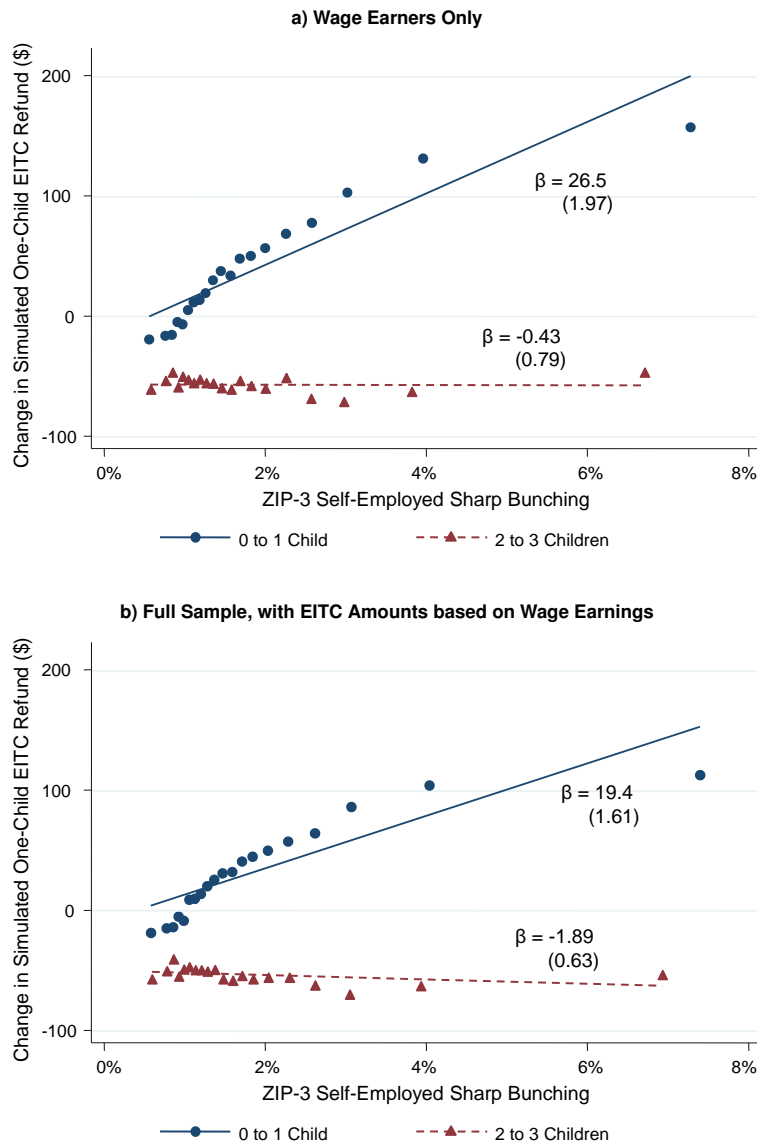 a) Wage Earners Only
Change in Simulated One-Child EITC Refund ($)
200
100
0
-100
β = 26.5
(1.97)
β = -0.43
(0.79)
0% 2% 4% 6% 8%
ZIP-3 Self-Employed Sharp Bunching
0 to 1 Child 2 to 3 Children
b) Full Sample, with EITC Amounts based on Wage Earnings
Change in Simulated One-Child EITC Refund ($)
200
100
0
-100
β = 19.4
(1.61)
β = -1.89
(0.63)
0% 2% 4% 6% 8%
ZIP-3 Self-Employed Sharp Bunching
0 to 1 Child 2 to 3 Children